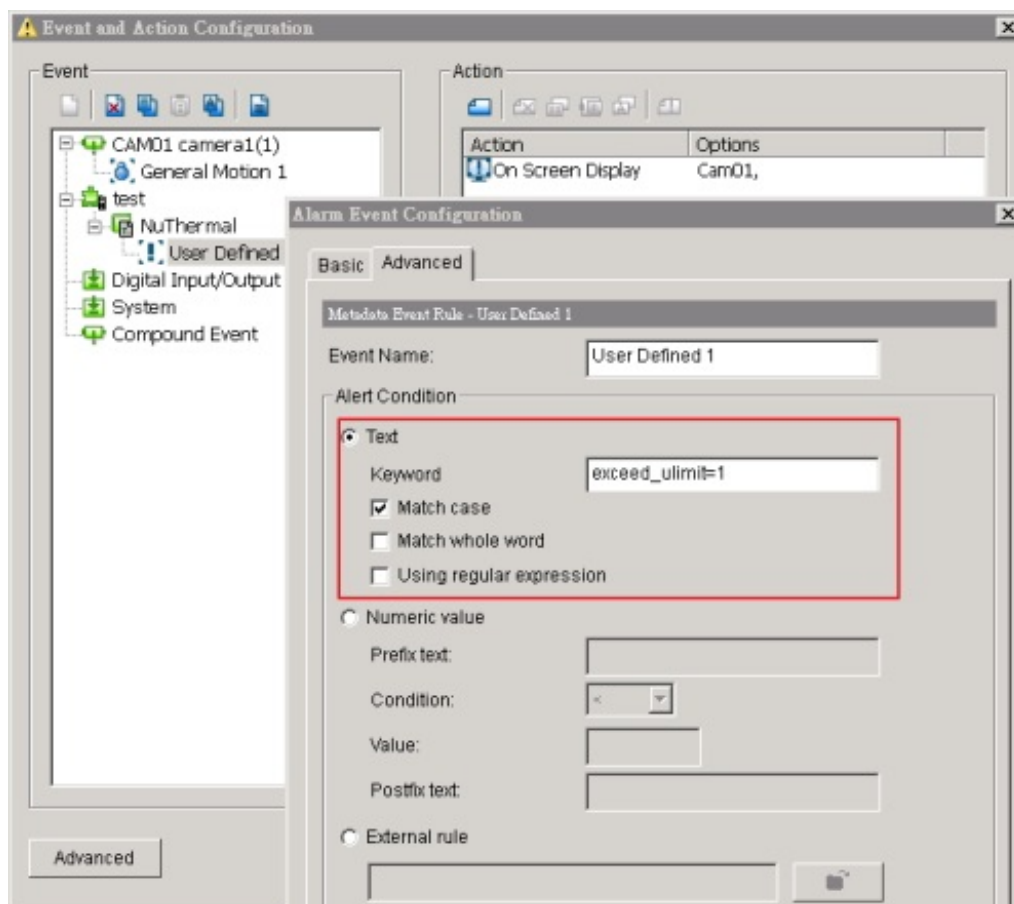 Event and Action Configuration
Event
Action
CAM01 camera1(1)
General Motion 1
test
NuThermal
User Defined
Digital Input/Output
System
Compound Event
Advanced
Action Options
On Screen Display Cam01,
Alarm Event Configuration
Basic Advanced
Metadata Event Rule - User Defined 1
Event Name: User Defined 1
Alert Condition
Text
Keyword exceed_ulimit=1
Match case
Match whole word
Using regular expression
Numeric value
Prefix text:
Condition: <
Value:
Postfix text:
External rule